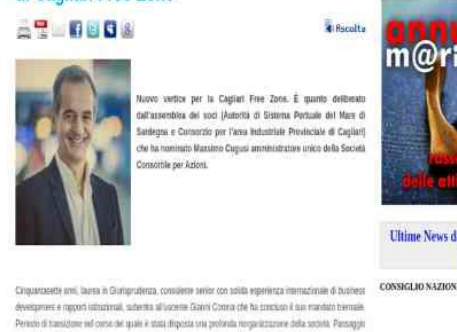 di Cagliari Free Zone
Ascolta
Nuovo vertice per la Cagliari Free Zone. È quanto deliberato
dall'assemblea dei soci (Autorità di Sistema Portuale del Mare di
Sardegna e Consorzio per l'area Industriale Provinciale di Cagliari)
che ha nominato Massimo Cugusi amministratore unico della Società
Consortile per Azioni.
Cinquantasette anni, laurea in Giurisprudenza, consulente senior con solida esperienza internazionale di business
development e rapporti istituzionali, subentra all'uscente Gianni Corona che ha concluso il suo mandato triennale.
Periodo di transizione nel corso del quale è stata disposta una profonda riorganizzazione della società. Passaggio
m@ri
delle att
Ultime News d
CONSIGLIO NAZION